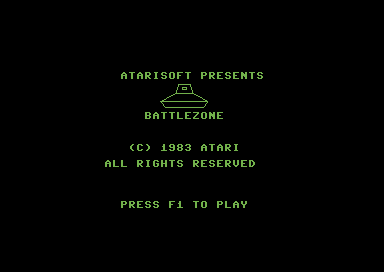 ATARISOFT PRESENTS
BATTLEZONE
(C) 1983 ATARI
ALL RIGHTS RESERVED
PRESS F1 TO PLAY